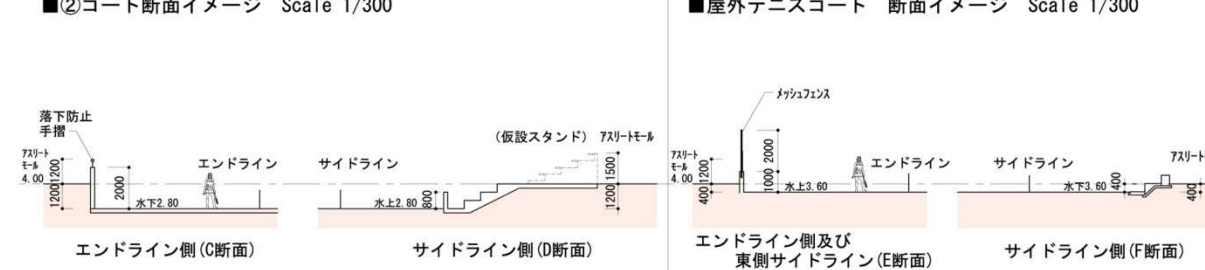 ■②コート断面イメージ Scale 1/300
落下防止
手摺
アスリート
モール
4.00
1200
1200
2000
水下2.80
エンドライン
サイドライン
水上2.80
800
(仮設スタンド)
アスリートモール
1500
1200
エンドライン側(C断面)
サイドライン側(D断面)
■屋外テニスコート 断面イメージ Scale 1/300
メッシュフェンス
アスリート
モール
4.00
1200
400
2000
1000
水上3.60
エンドライン
サイドライン
水下3.60
400
アスリート
400
エンドライン側及び
東側サイドライン(E断面)
サイドライン側(F断面)